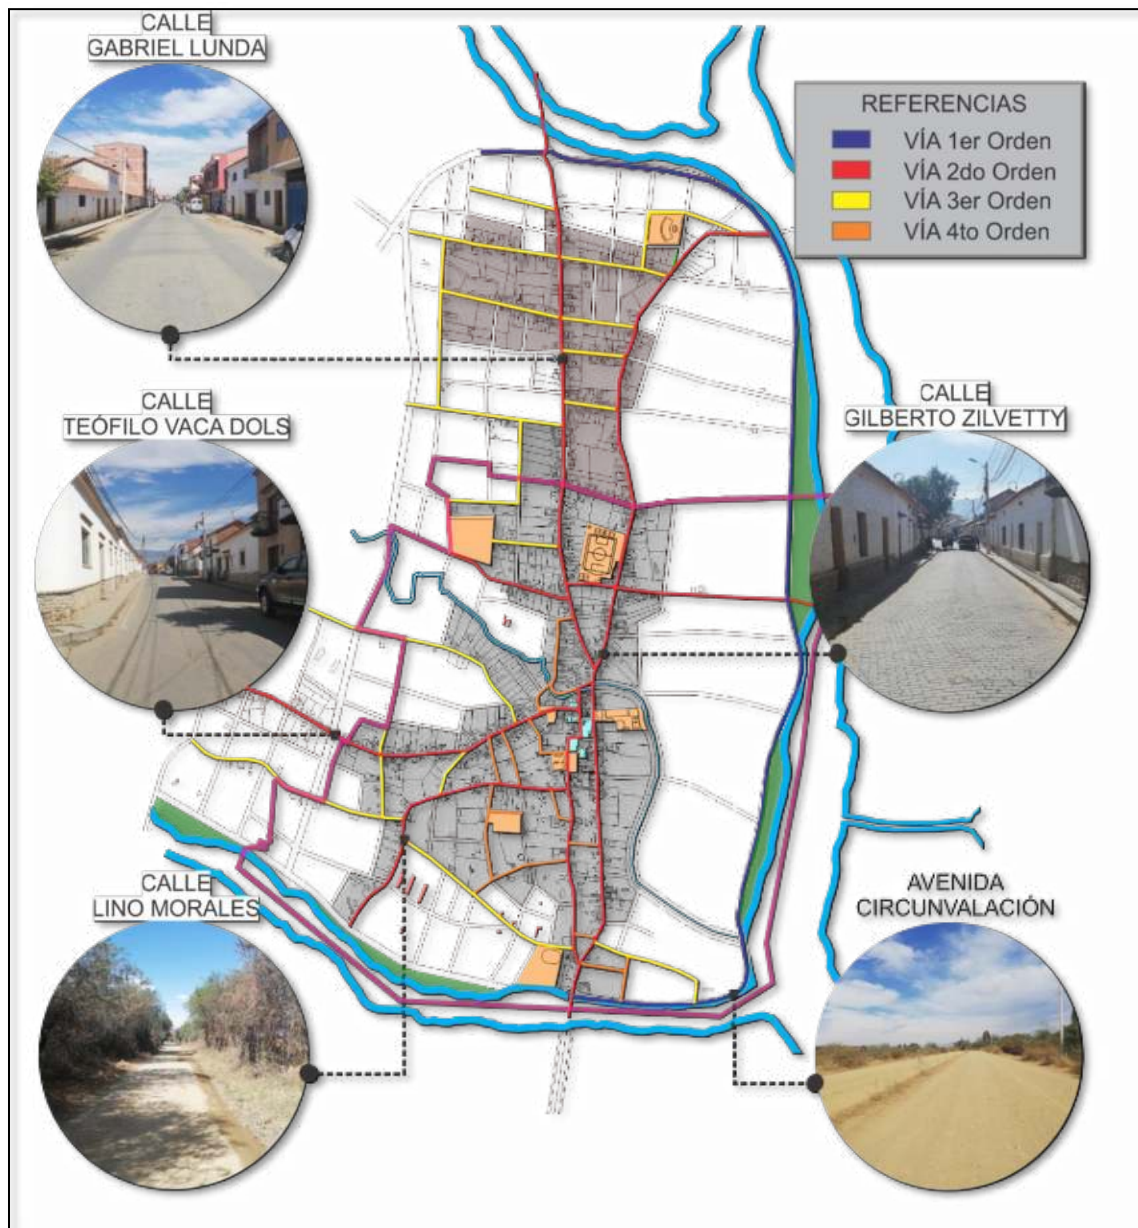 CALLE
GABRIEL LUNDA
REFERENCIAS
VÍA 1er Orden
VÍA 2do Orden
VÍA 3er Orden
VÍA 4to Orden
CALLE
TEÓFILO VACA DOLS
CALLE
GILBERTO ZILVETTY
CALLE
LINO MORALES
AVENIDA
CIRCUNVALACIÓN